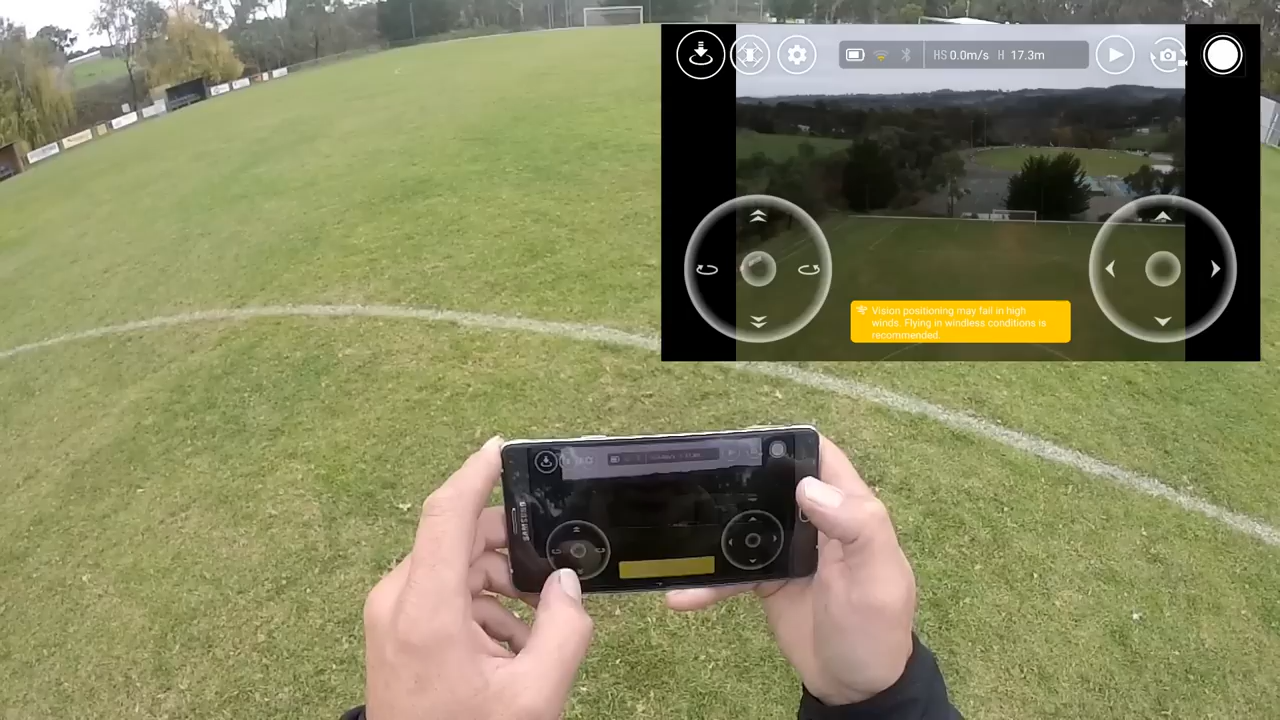 HS 0.0m/s H 17.3m
Vision positioning may fail in high
winds. Flying in windless conditions is
recommended.
SAMSUNG